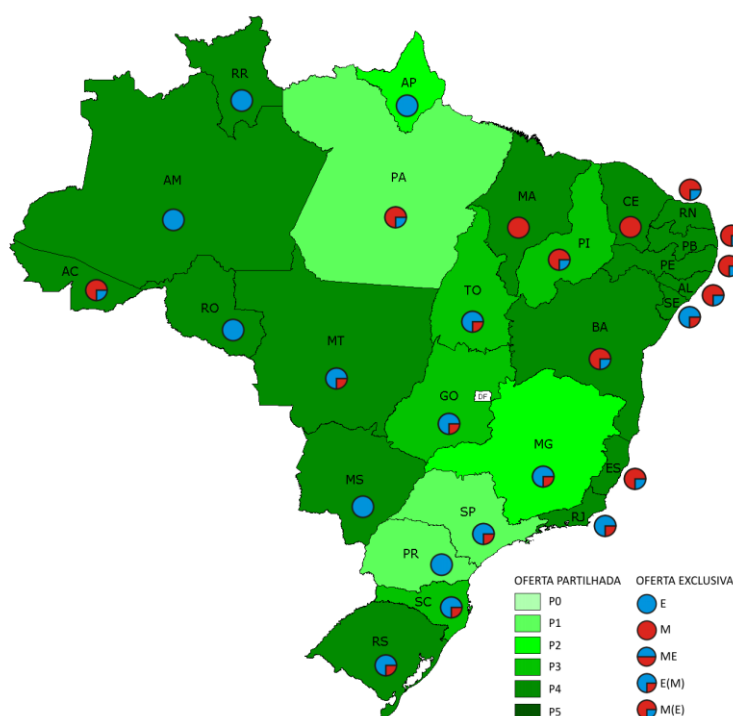 RR
AP
AM
PA
MA
CE
RN
PI
PB
PE
AC
AL
SE
TO
RO
BA
MT
GO
DF
MG
ES
MS
SP
RJ
PR
SC
RS
OFERTA PARTILHADA
P0
P1
P2
P3
P4
P5
OFERTA EXCLUSIVA
E
M
ME
E(M)
M(E)